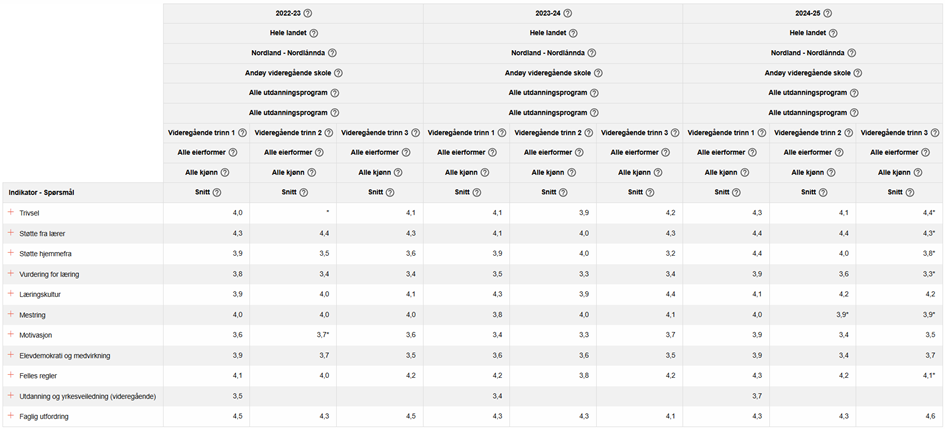 2022-23 2023-24 2024-25
Hele landet Hele landet Hele landet
Nordland - Nordlánnda Nordland - Nordlánnda Nordland - Nordlánnda
Andøy videregående skole Andøy videregående skole Andøy videregående skole
Alle utdanningsprogram Alle utdanningsprogram Alle utdanningsprogram
Alle utdanningsprogram Alle utdanningsprogram Alle utdanningsprogram
Videregående trinn 1 Videregående trinn 2 Videregående trinn 3 Videregående trinn 1 Videregående trinn 2 Videregående trinn 3 Videregående trinn 1 Videregående trinn 2 Videregående trinn 3
Alle eierformer Alle eierformer Alle eierformer Alle eierformer Alle eierformer Alle eierformer Alle eierformer Alle eierformer Alle eierformer
Alle kjønn Alle kjønn Alle kjønn Alle kjønn Alle kjønn Alle kjønn Alle kjønn Alle kjønn Alle kjønn
Indikator - Spørsmål Snitt Snitt Snitt Snitt Snitt Snitt Snitt Snitt Snitt
Trivsel 4,0 * 4,1 4,1 3,9 4,2 4,3 4,1 4,4*
Støtte fra lærer 4,3 4,4 4,3 4,1 4,0 4,3 4,4 4,4 4,3*
Støtte hjemmefra 3,9 3,5 3,6 3,9 4,0 3,2 4,4 4,0 3,8*
Vurdering for læring 3,8 3,4 3,4 3,5 3,3 3,4 3,9 3,6 3,3*
Læringskultur 3,9 4,0 4,1 4,3 3,9 4,4 4,1 4,2 4,2
Mestring 4,0 4,0 4,0 3,8 4,0 4,1 4,0 3,9* 3,9*
Motivasjon 3,6 3,7* 3,6 3,4 3,3 3,7 3,9 3,4 3,5
Elevdemokrati og medvirkning 3,9 3,7 3,5 3,6 3,6 3,5 3,9 3,4 3,7
Felles regler 4,1 4,0 4,2 4,2 3,8 4,2 4,3 4,2 4,1*
Utdanning og yrkesveiledning (videregående) 3,5 3,4 3,7
Faglig utfordring 4,5 4,3 4,5 4,3 4,3 4,1 4,3 4,3 4,6